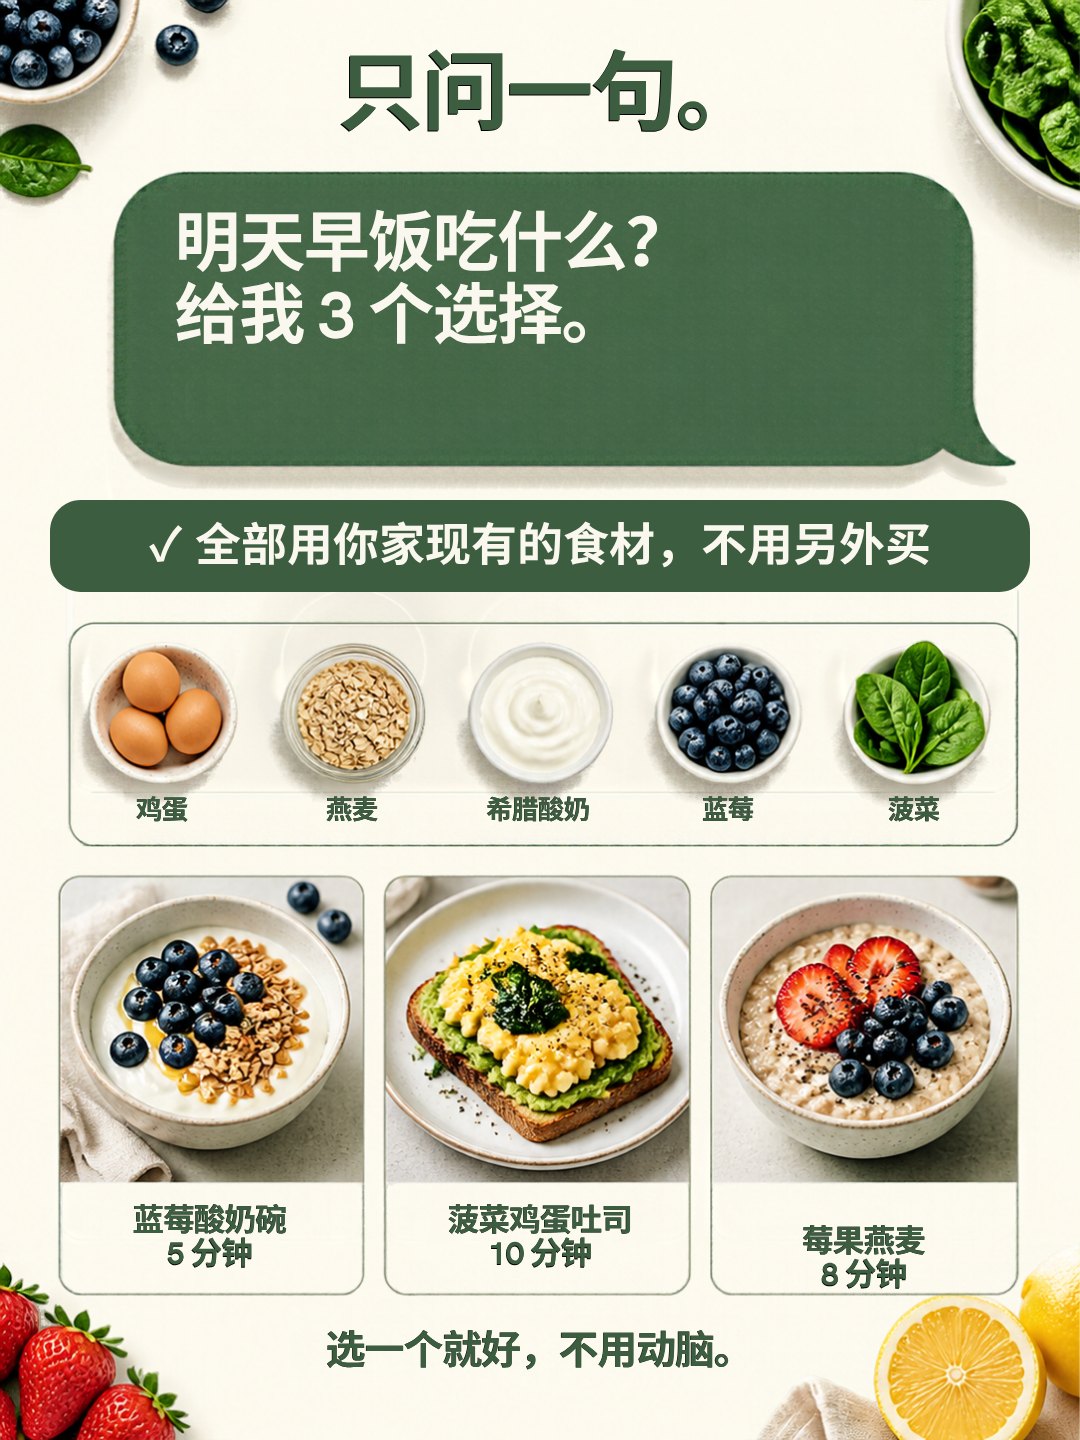 只问一句。
明天早饭吃什么？
给我 3 个选择。
✓ 全部用你家现有的食材，不用另外买
鸡蛋
燕麦
希腊酸奶
蓝莓
菠菜
蓝莓酸奶碗
5 分钟
菠菜鸡蛋吐司
10 分钟
莓果燕麦
8 分钟
选一个就好，不用动脑。